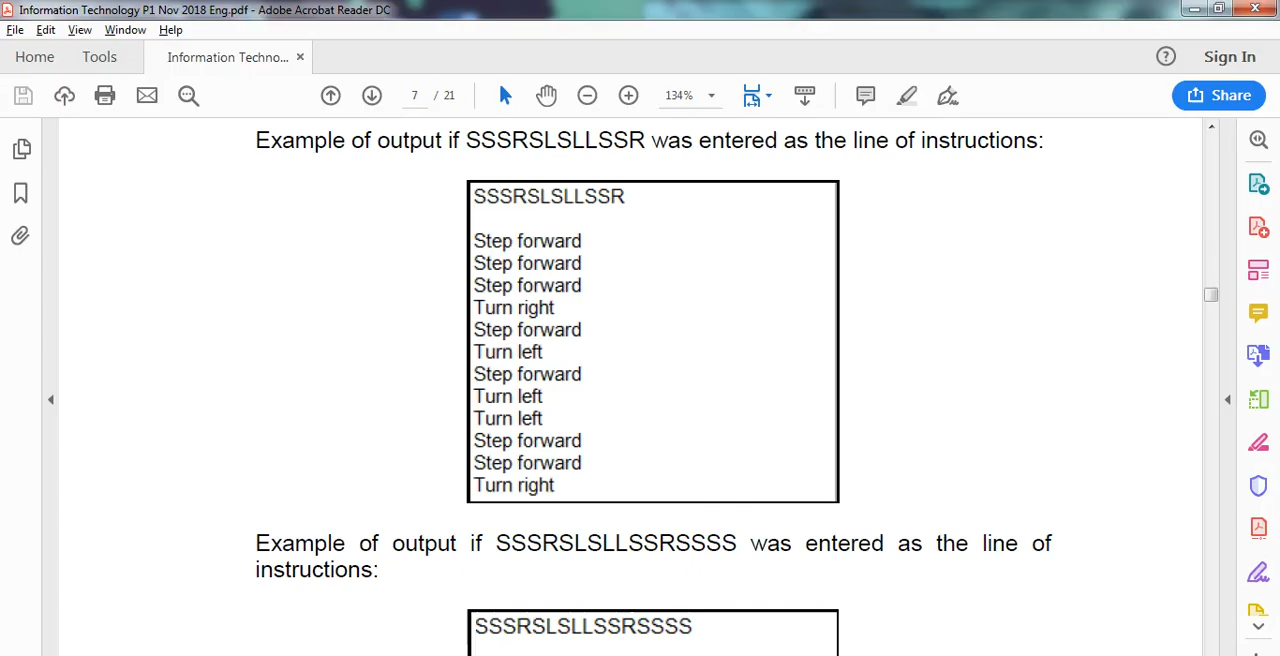 Information Technology P1 Nov 2018 Eng.pdf - Adobe Acrobat Reader DC
File Edit View Window Help
Home Tools Information Techno... ×
Sign In
7 / 21 134% Share
Example of output if SSSRSLSLLSSR was entered as the line of instructions:
SSSRSLSLLSSR
Step forward
Step forward
Step forward
Turn right
Step forward
Turn left
Step forward
Turn left
Turn left
Step forward
Step forward
Turn right
Example of output if SSSRSLSLLSSRSSSS was entered as the line of
instructions:
SSSRSLSLLSSRSSSS